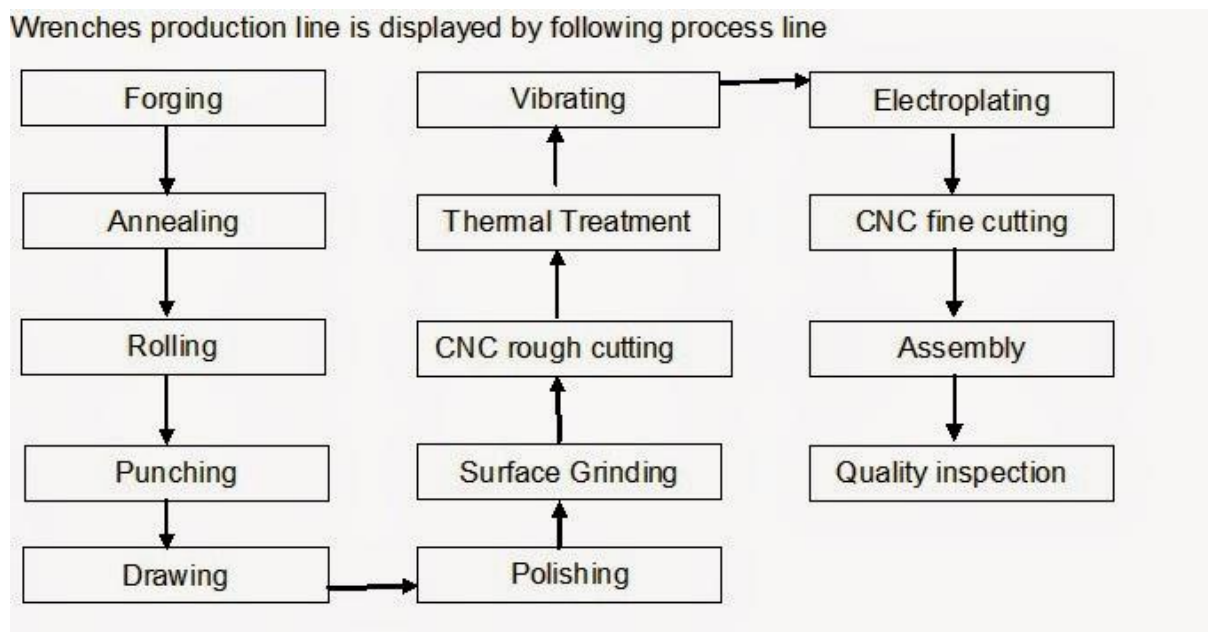 Wrenches production line is displayed by following process line
Forging
Annealing
Rolling
Punching
Drawing
Polishing
Surface Grinding
CNC rough cutting
Thermal Treatment
Vibrating
Electroplating
CNC fine cutting
Assembly
Quality inspection